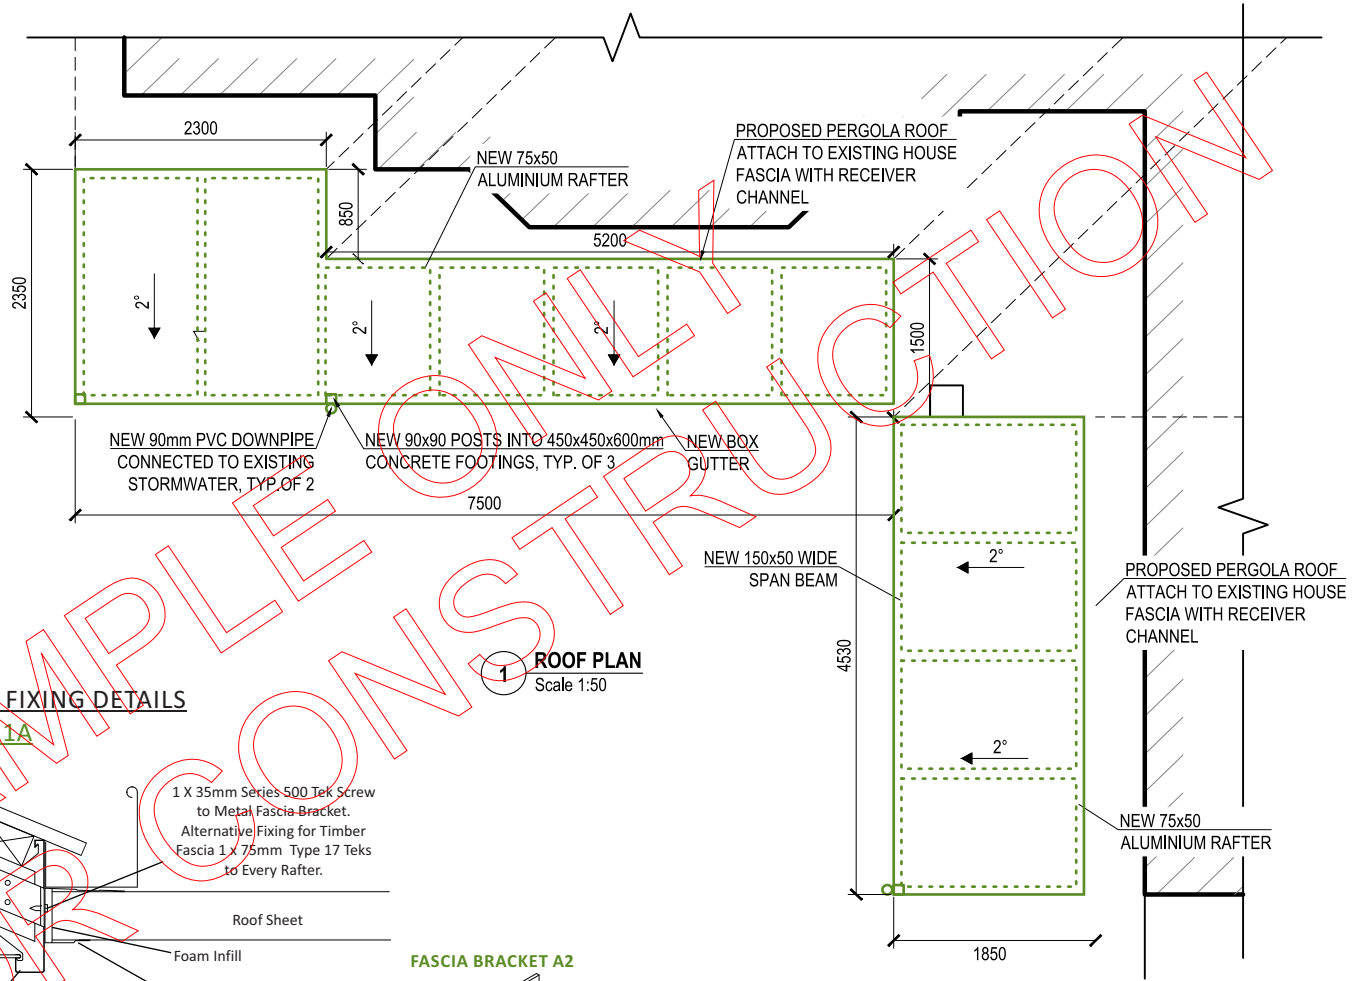 2300
NEW 75x50
ALUMINIUM RAFTER
PROPOSED PERGOLA ROOF
ATTACH TO EXISTING HOUSE
FASCIA WITH RECEIVER
CHANNEL
850
5200
2350
2°
2°
2°
1500
NEW 90mm PVC DOWNPIPE
CONNECTED TO EXISTING
STORMWATER, TYP.OF 2
NEW 90x90 POSTS INTO 450x450x600mm
CONCRETE FOOTINGS, TYP. OF 3
NEW BOX
GUTTER
7500
NEW 150x50 WIDE
SPAN BEAM
2°
PROPOSED PERGOLA ROOF
ATTACH TO EXISTING HOUSE
FASCIA WITH RECEIVER
CHANNEL
4530
1
ROOF PLAN
Scale 1:50
2°
NEW 75x50
ALUMINIUM RAFTER
1850
FIXING DETAILS
1A
1 X 35mm Series 500 Tek Screw
to Metal Fascia Bracket.
Alternative Fixing for Timber
Fascia 1 x 75mm Type 17 Teks
to Every Rafter.
Roof Sheet
Foam Infill
FASCIA BRACKET A2
MPLE ONLY
R CONSTRUCTION